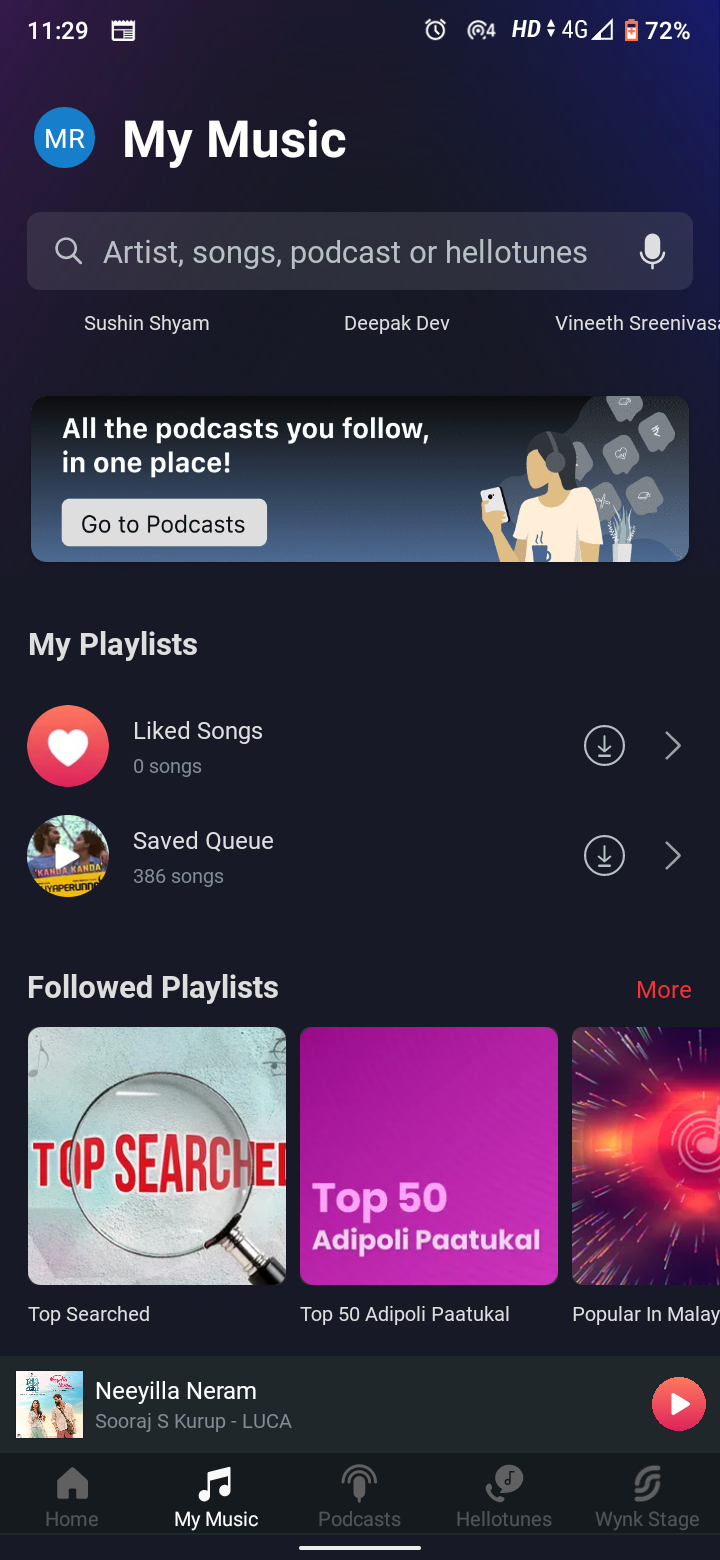 11:29
4
HD 4G 72%
MR
My Music
Artist, songs, podcast or hellotunes
Sushin Shyam
Deepak Dev
Vineeth Sreenivasa
All the podcasts you follow,
in one place!
Go to Podcasts
My Playlists
Liked Songs
0 songs
KANDA KANDA
IYAPERUNNA
Saved Queue
386 songs
Followed Playlists
More
TOP SEARCHED
Top 50
Adipoli Paatukal
Top Searched
Top 50 Adipoli Paatukal
Popular In Malay
Neeyilla Neram
Sooraj S Kurup - LUCA
Home
My Music
Podcasts
Hellotunes
Wynk Stage